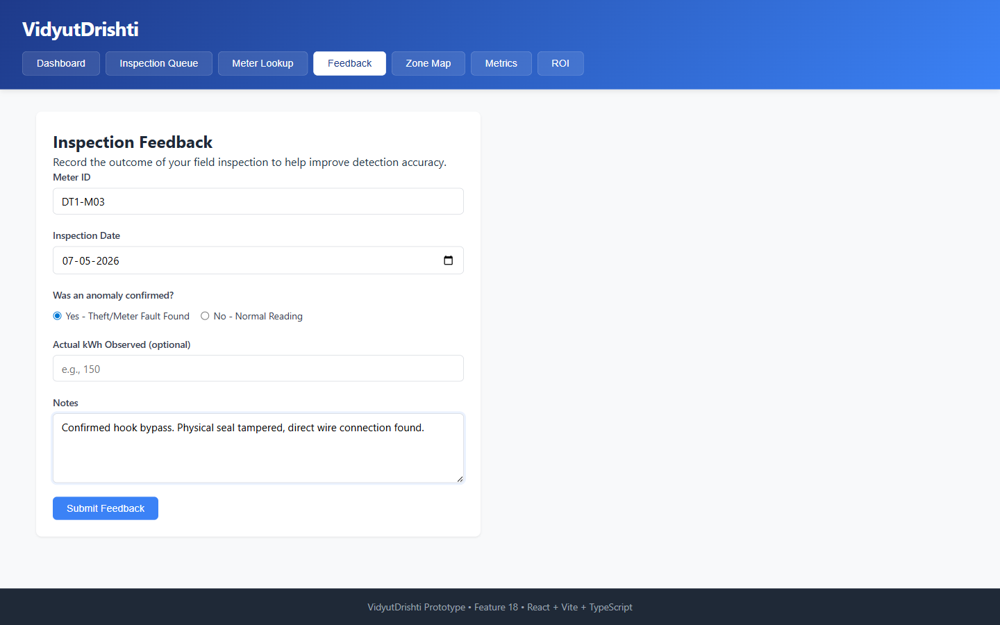 VidyutDrishti
Dashboard Inspection Queue Meter Lookup Feedback Zone Map Metrics ROI
Inspection Feedback
Record the outcome of your field inspection to help improve detection accuracy.
Meter ID
DT1-M03
Inspection Date
07-05-2026
Was an anomaly confirmed?
Yes - Theft/Meter Fault Found No - Normal Reading
Actual kWh Observed (optional)
e.g., 150
Notes
Confirmed hook bypass. Physical seal tampered, direct wire connection found.
Submit Feedback
VidyutDrishti Prototype • Feature 18 • React + Vite + TypeScript